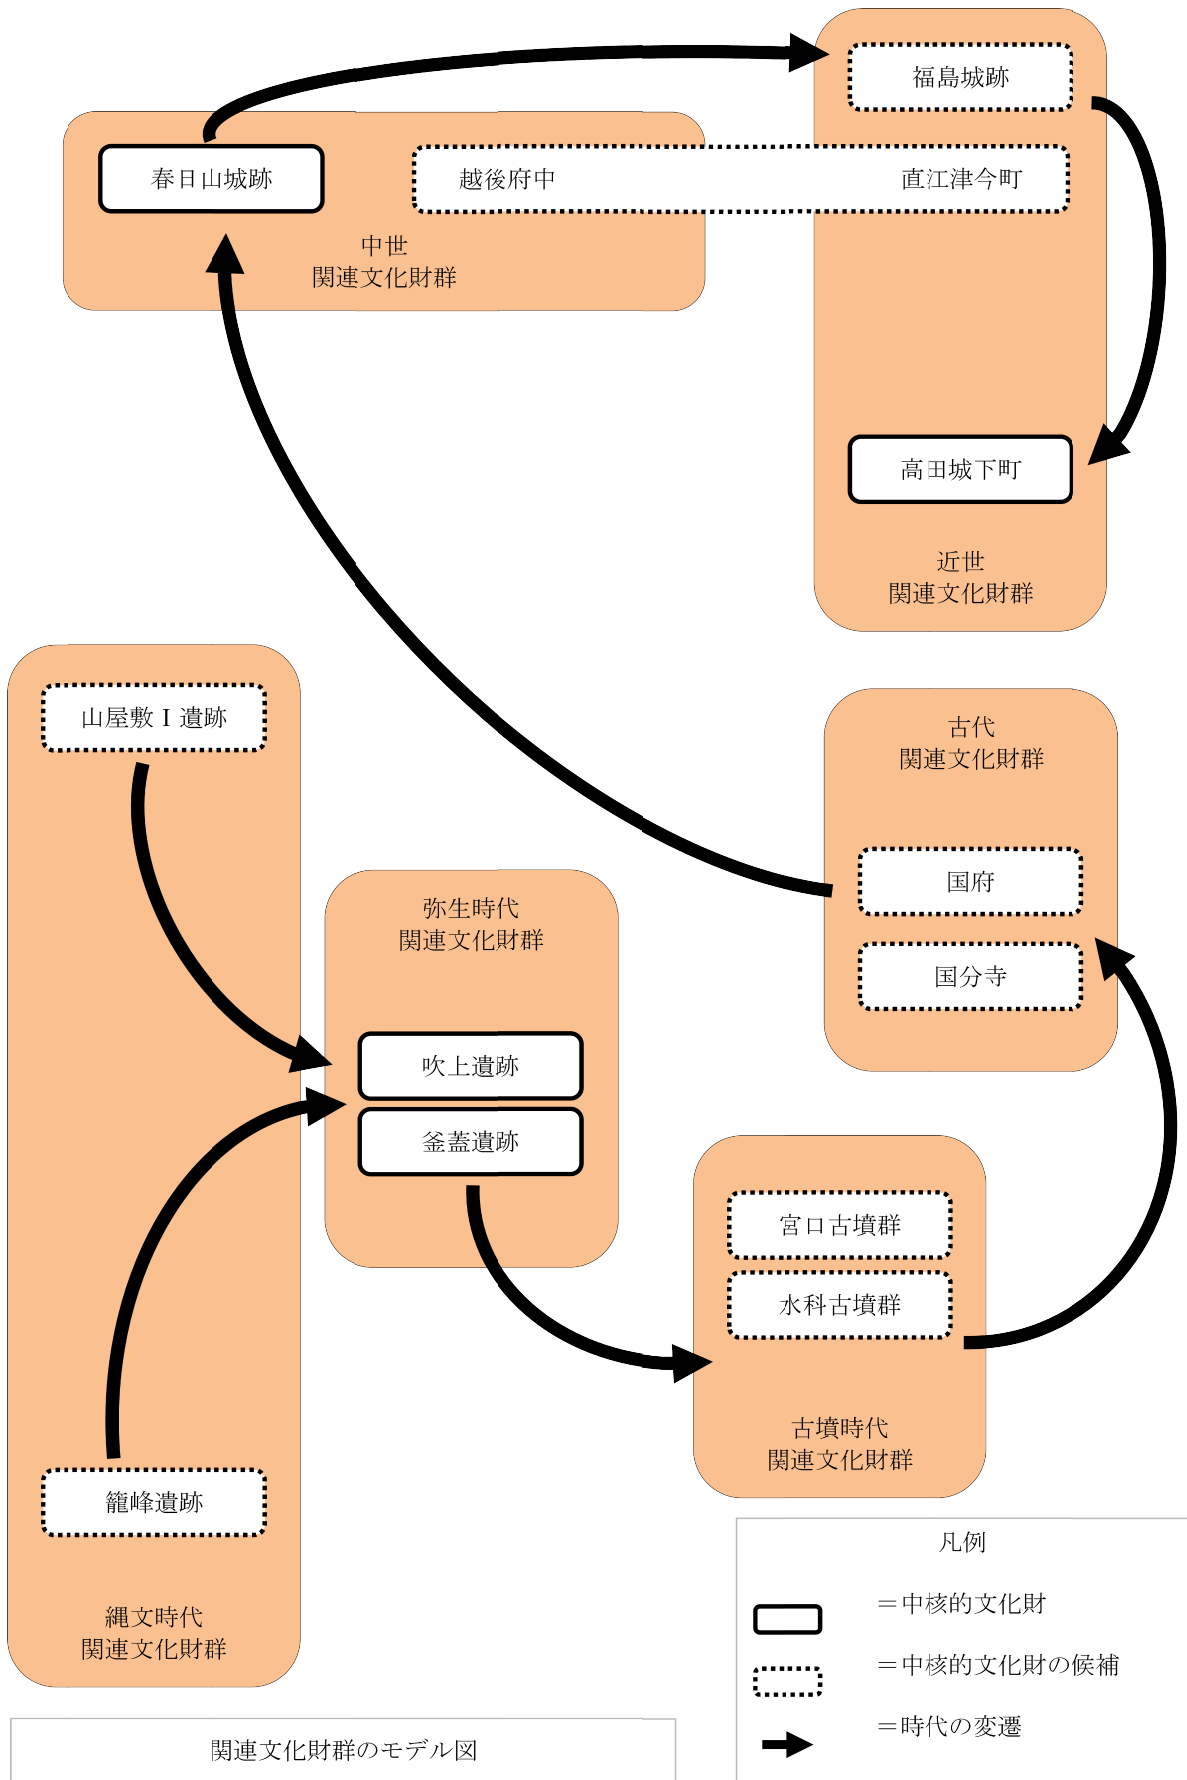 福島城跡
春日山城跡
越後府中
直江津今町
中世
関連文化財群
高田城下町
近世
関連文化財群
山屋敷Ⅰ遺跡
古代
関連文化財群
国府
国分寺
弥生時代
関連文化財群
吹上遺跡
釜蓋遺跡
宮口古墳群
水科古墳群
古墳時代
関連文化財群
籠峰遺跡
縄文時代
関連文化財群
凡例
＝中核的文化財
＝中核的文化財の候補
＝時代の変遷
関連文化財群のモデル図